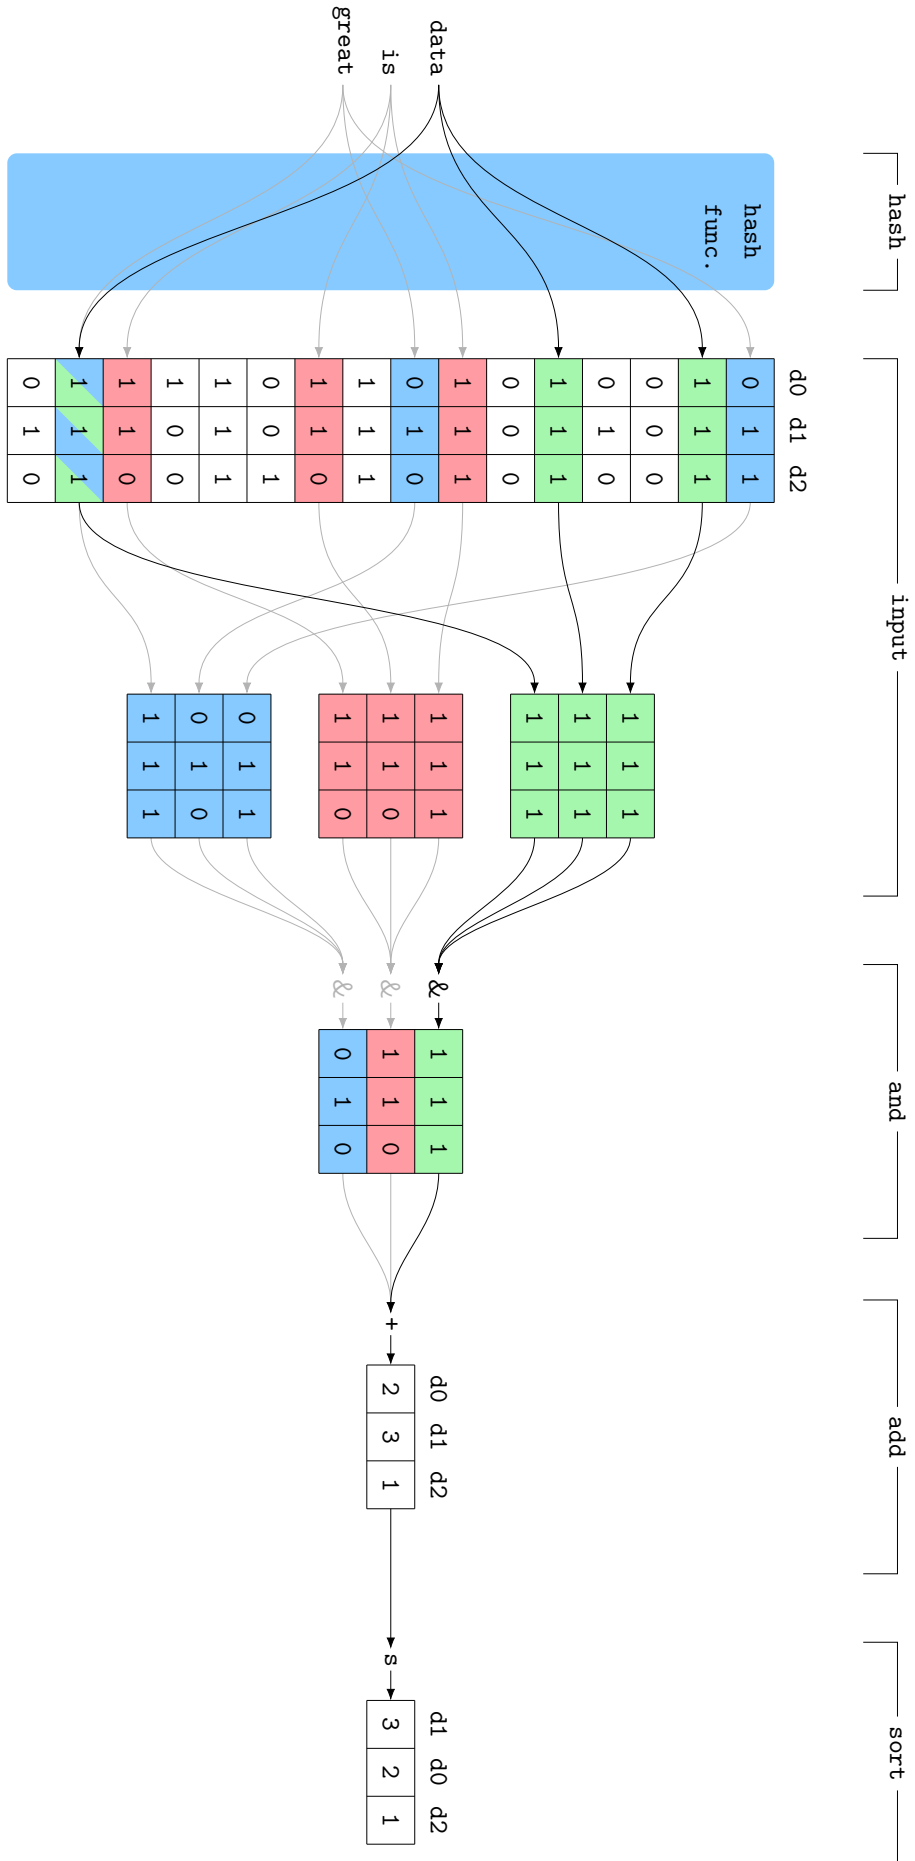 hash
input
and
add
sort
data
is
great
hash
func.
d0 d1 d2
0 1 1
1 1 1
0 0 0
0 1 0
1 1 1
0 0 0
1 1 1
0 1 0
1 1 1
1 1 0
0 0 1
1 1 1
1 0 0
1 1 0
1 1 1
0 1 0
1 1 1
1 1 1
1 1 1
1 1 1
1 1 0
1 1 0
0 1 1
0 1 0
1 1 1
&
&
&
1 1 1
1 1 0
0 1 0
+
d0 d1 d2
2 3 1
s
d1 d0 d2
3 2 1